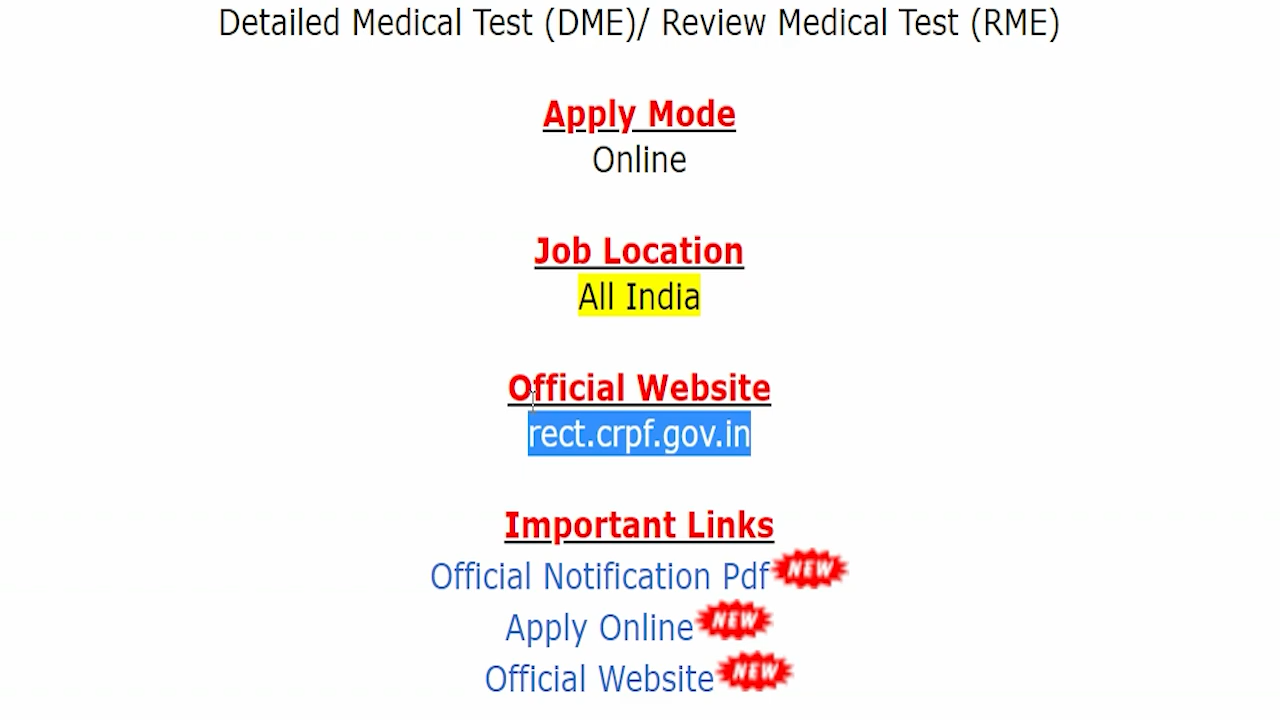 Detailed Medical Test (DME)/ Review Medical Test (RME)
Apply Mode
Online
Job Location
All India
Official Website
rect.crpf.gov.in
Important Links
Official Notification Pdf NEW
Apply Online NEW
Official Website NEW